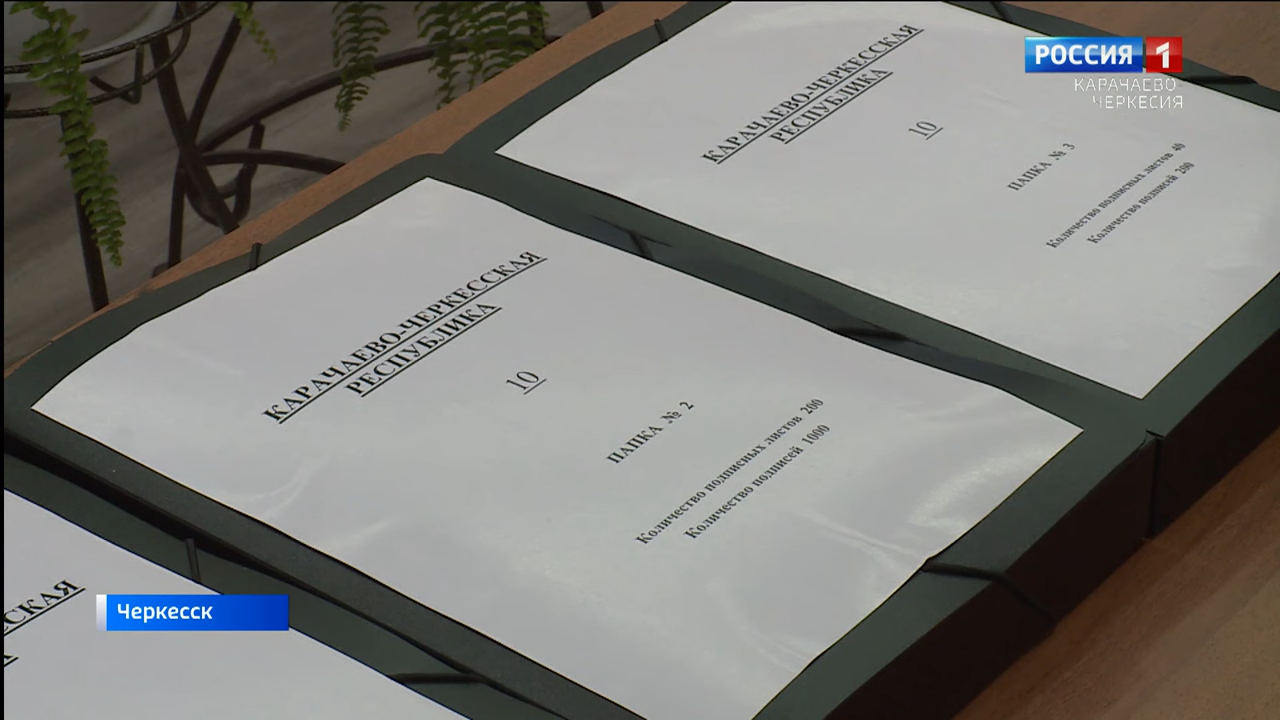 РОССИЯ 1
КАРАЧАЕВО-
ЧЕРКЕСИЯ
КАРАЧАЕВО-ЧЕРКЕССКАЯ
РЕСПУБЛИКА
10
ПАПКА № 3
Количество подписных листов 40
Количество подписей 200
КАРАЧАЕВО-ЧЕРКЕССКАЯ
РЕСПУБЛИКА
10
ПАПКА № 2
Количество подписных листов 200
Количество подписей 1000
ССКАЯ
Черкесск